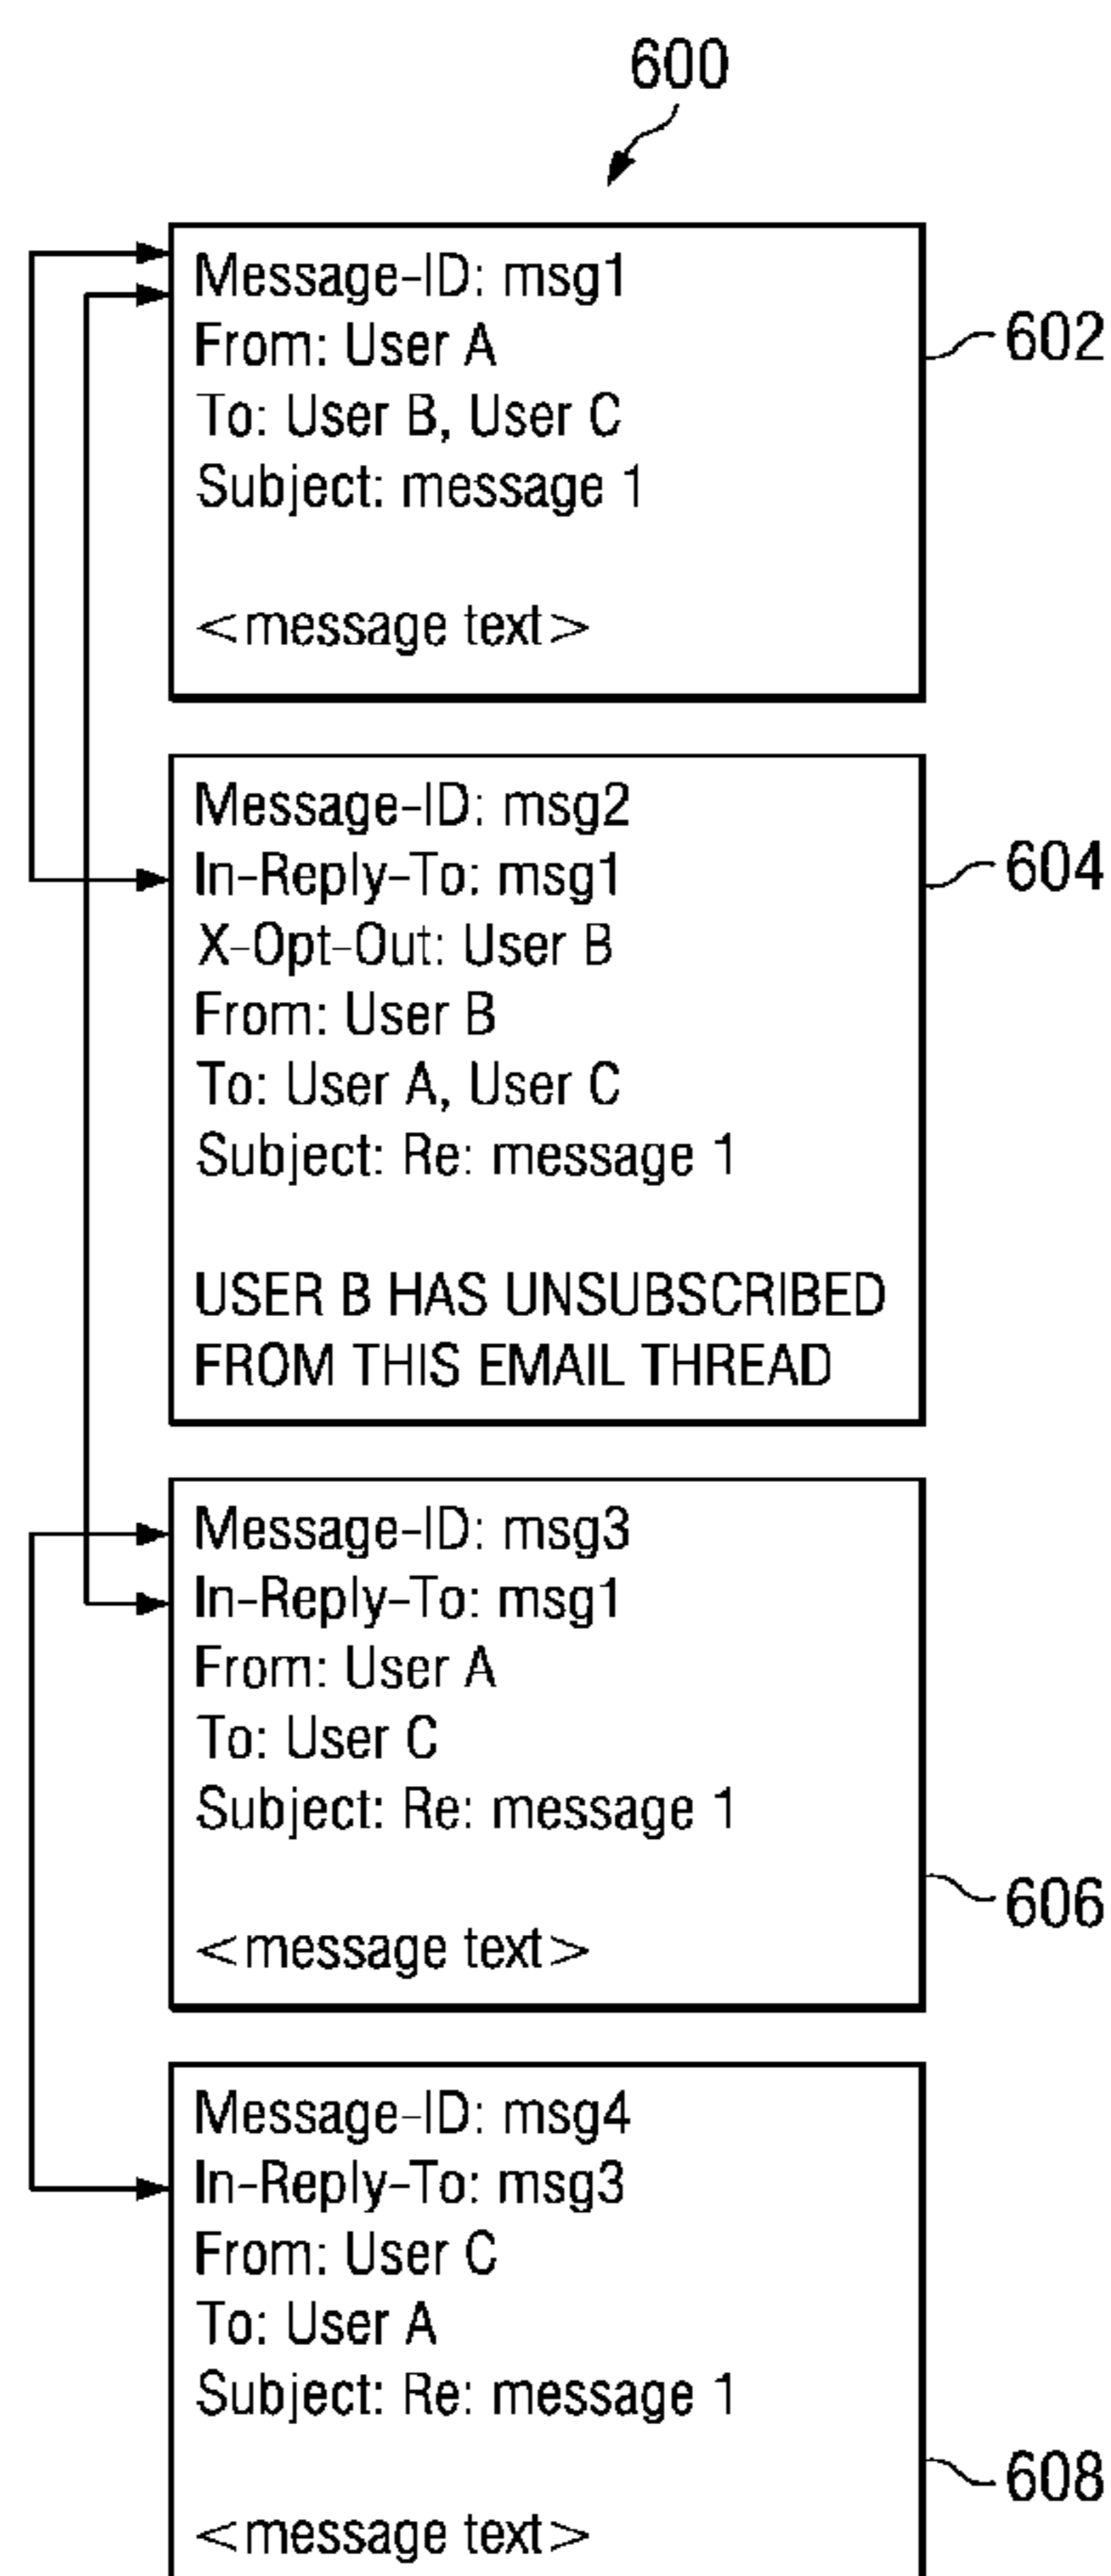 600
Message-ID: msg1
From: User A
To: User B, User C
Subject: message 1
<message text>
602
Message-ID: msg2
In-Reply-To: msg1
X-Opt-Out: User B
From: User B
To: User A, User C
Subject: Re: message 1
USER B HAS UNSUBSCRIBED
FROM THIS EMAIL THREAD
604
Message-ID: msg3
In-Reply-To: msg1
From: User A
To: User C
Subject: Re: message 1
<message text>
606
Message-ID: msg4
In-Reply-To: msg3
From: User C
To: User A
Subject: Re: message 1
<message text>
608